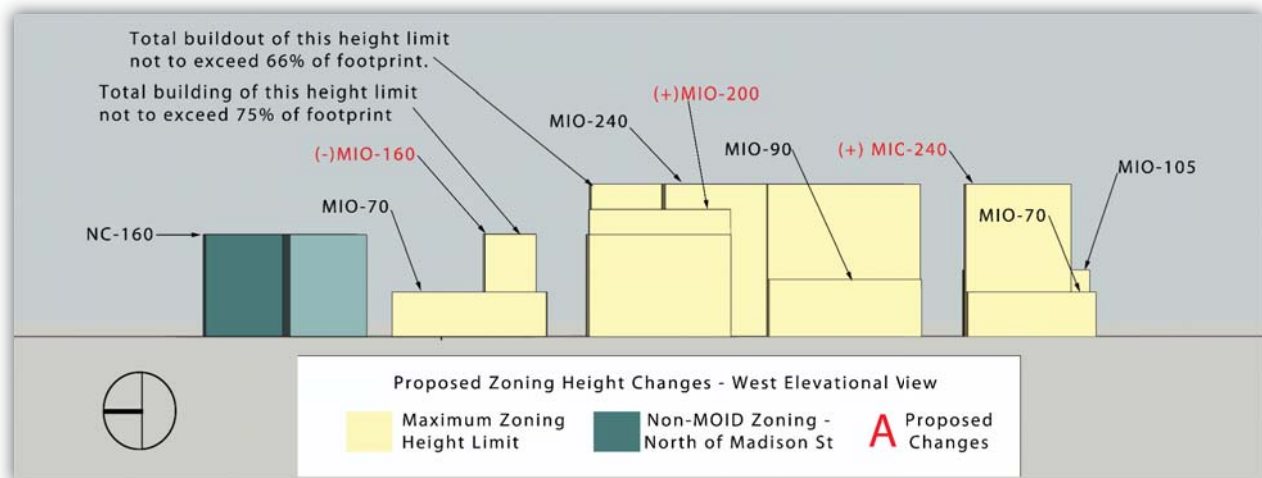 Total buildout of this height limit
not to exceed 66% of footprint.
Total building of this height limit
not to exceed 75% of footprint
(-)MIO-160
(+)MIO-200
MIO-240
MIO-90
(+) MIC-240
MIO-105
MIO-70
MIO-70
NC-160
Proposed Zoning Height Changes - West Elevational View
Maximum Zoning
Height Limit
Non-MOID Zoning -
North of Madison St
A
Proposed
Changes